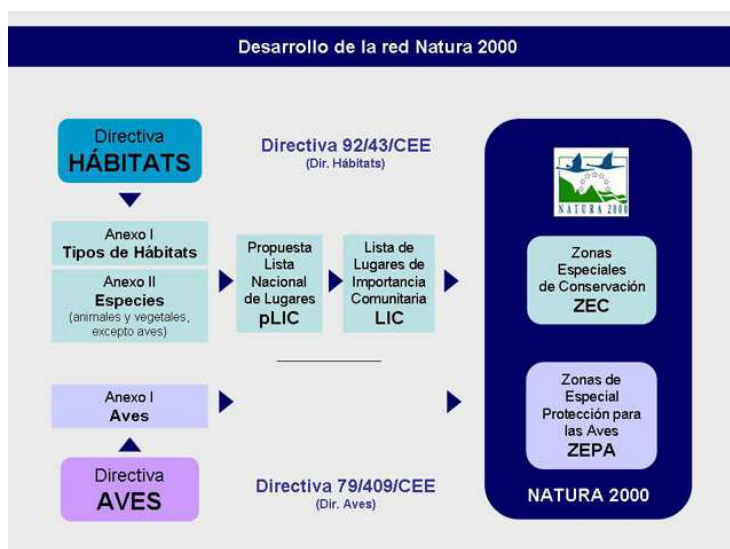 Desarrollo de la red Natura 2000
Directiva
HÁBITATS
Directiva 92/43/CEE
(Dir. Hábitats)
Anexo I
Tipos de Hábitats
Anexo II
Especies
(animales y vegetales,
excepto aves)
Propuesta
Lista
Nacional
de Lugares
pLIC
Lista de
Lugares de
Importancia
Comunitaria
LIC
Anexo I
Aves
Directiva
AVES
Directiva 79/409/CEE
(Dir. Aves)
NATURA 2000
Zonas
Especiales
de Conservación
ZEC
Zonas de
Especial
Protección para
las Aves
ZEPA
NATURA 2000